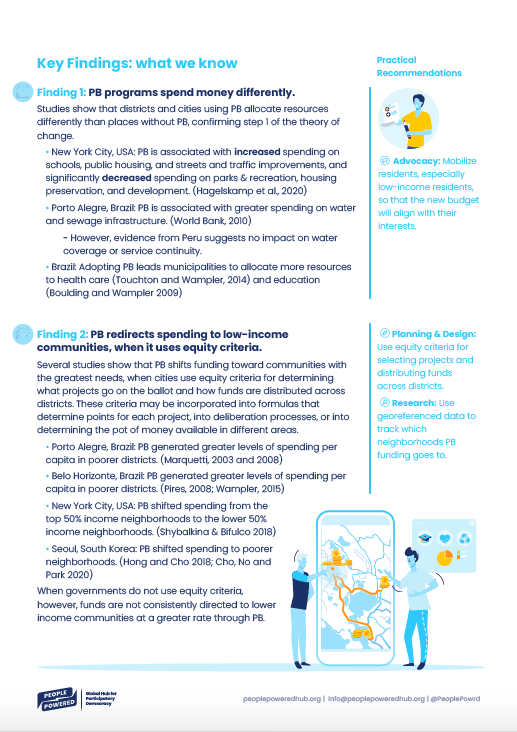 Key Findings: what we know
Finding 1: PB programs spend money differently.
Studies show that districts and cities using PB allocate resources
differently than places without PB, confirming step 1 of the theory of
change.
• New York City, USA: PB is associated with increased spending on
schools, public housing, and streets and traffic improvements, and
significantly decreased spending on parks & recreation, housing
preservation, and development. (Hagelskamp et al., 2020)
• Porto Alegre, Brazil: PB is associated with greater spending on water
and sewage infrastructure. (World Bank, 2010)
- However, evidence from Peru suggests no impact on water
coverage or service continuity.
• Brazil: Adopting PB leads municipalities to allocate more resources
to health care (Touchton and Wampler, 2014) and education
(Boulding and Wampler 2009)
Practical
Recommendations
Advocacy: Mobilize
residents, especially
low-income residents,
so that the new budget
will align with their
interests.
Finding 2: PB redirects spending to low-income
communities, when it uses equity criteria.
Several studies show that PB shifts funding toward communities with
the greatest needs, when cities use equity criteria for determining
what projects go on the ballot and how funds are distributed across
districts. These criteria may be incorporated into formulas that
determine points for each project, into deliberation processes, or into
determining the pot of money available in different areas.
• Porto Alegre, Brazil: PB generated greater levels of spending per
capita in poorer districts. (Marquetti, 2003 and 2008)
• Belo Horizonte, Brazil: PB generated greater levels of spending per
capita in poorer districts. (Pires, 2008; Wampler, 2015)
• New York City, USA: PB shifted spending from the
top 50% income neighborhoods to the lower 50%
income neighborhoods. (Shybalkina & Bifulco 2018)
• Seoul, South Korea: PB shifted spending to poorer
neighborhoods. (Hong and Cho 2018; Cho, No and
Park 2020)
When governments do not use equity criteria,
however, funds are not consistently directed to lower
income communities at a greater rate through PB.
Planning & Design:
Use equity criteria for
selecting projects and
distributing funds
across districts.
Research: Use
georeferenced data to
track which
neighborhoods PB
funding goes to.
PEOPLE
POWERED
Global Hub for
Participatory
Democracy
peoplepoweredhub.org | info@peoplepoweredhub.org | @PeoplePowrd